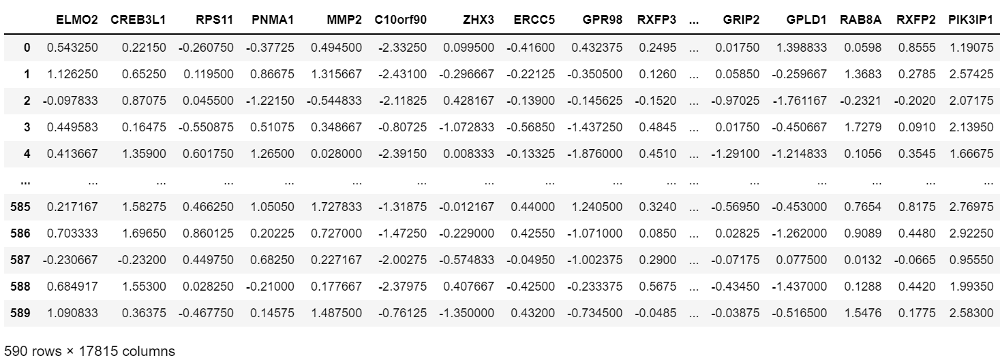 ELMO2 CREB3L1 RPS11 PNMA1 MMP2 C10orf90 ZHX3 ERCC5 GPR98 RXFP3 ... GRIP2 GPLD1 RAB8A RXFP2 PIK3IP1
0 0.543250 0.22150 -0.260750 -0.37725 0.494500 -2.33250 0.099500 -0.41600 0.432375 0.2495 ... 0.01750 1.398833 0.0598 0.8555 1.19075
1 1.126250 0.65250 0.119500 0.86675 1.315667 -2.43100 -0.296667 -0.22125 -0.350500 0.1260 ... 0.05850 -0.259667 1.3683 0.2785 2.57425
2 -0.097833 0.87075 0.045500 -1.22150 -0.544833 -2.11825 0.428167 -0.13900 -0.145625 -0.1520 ... -0.97025 -1.761167 -0.2321 -0.2020 2.07175
3 0.449583 0.16475 -0.550875 0.51075 0.348667 -0.80725 -1.072833 -0.56850 -1.437250 0.4845 ... 0.01750 -0.450667 1.7279 0.0910 2.13950
4 0.413667 1.35900 0.601750 1.26500 0.028000 -2.39150 0.008333 -0.13325 -1.876000 0.4510 ... -1.29100 -1.214833 0.1056 0.3545 1.66675
... ... ... ... ... ... ... ... ... ... ... ... ... ... ... ... ...
585 0.217167 1.58275 0.466250 1.05050 1.727833 -1.31875 -0.012167 0.44000 1.240500 0.3240 ... -0.56950 -0.453000 0.7654 0.8175 2.76975
586 0.703333 1.69650 0.860125 0.20225 0.727000 -1.47250 -0.229000 0.42550 -1.071000 0.0850 ... 0.02825 -1.262000 0.9089 0.4480 2.92250
587 -0.230667 -0.23200 0.449750 0.68250 0.227167 -2.00275 -0.574833 -0.04950 -1.002375 0.2900 ... -0.07175 0.077500 0.0132 -0.0665 0.95550
588 0.684917 1.55300 0.028250 -0.21000 0.177667 -2.37975 0.407667 -0.42500 -0.233375 0.5675 ... -0.43450 -1.437000 0.1288 0.4420 1.99350
589 1.090833 0.36375 -0.467750 0.14575 1.487500 -0.76125 -1.350000 0.43200 -0.734500 -0.0485 ... -0.03875 -0.516500 1.5476 0.1775 2.58300
590 rows × 17815 columns